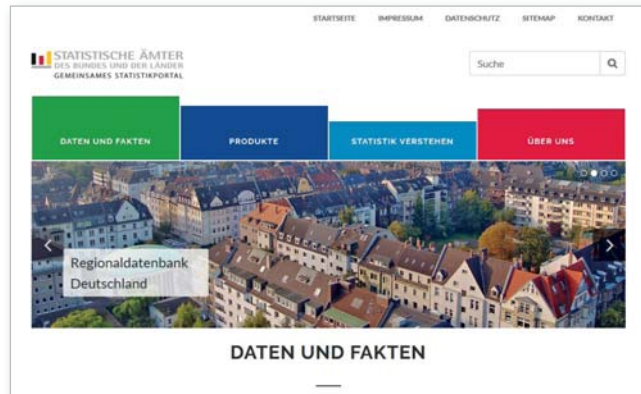 STARTSEITE IMPRESSUM DATENSCHUTZ SITEMAP KONTAKT
STATISTISCHE ÄMTER
DES BUNDES UND DER LÄNDER
GEMEINSAMES STATISTIKPORTAL
Suche
DATEN UND FAKTEN PRODUKTE STATISTIK VERSTEHEN ÜBER UNS
Regionaldatenbank
Deutschland
DATEN UND FAKTEN